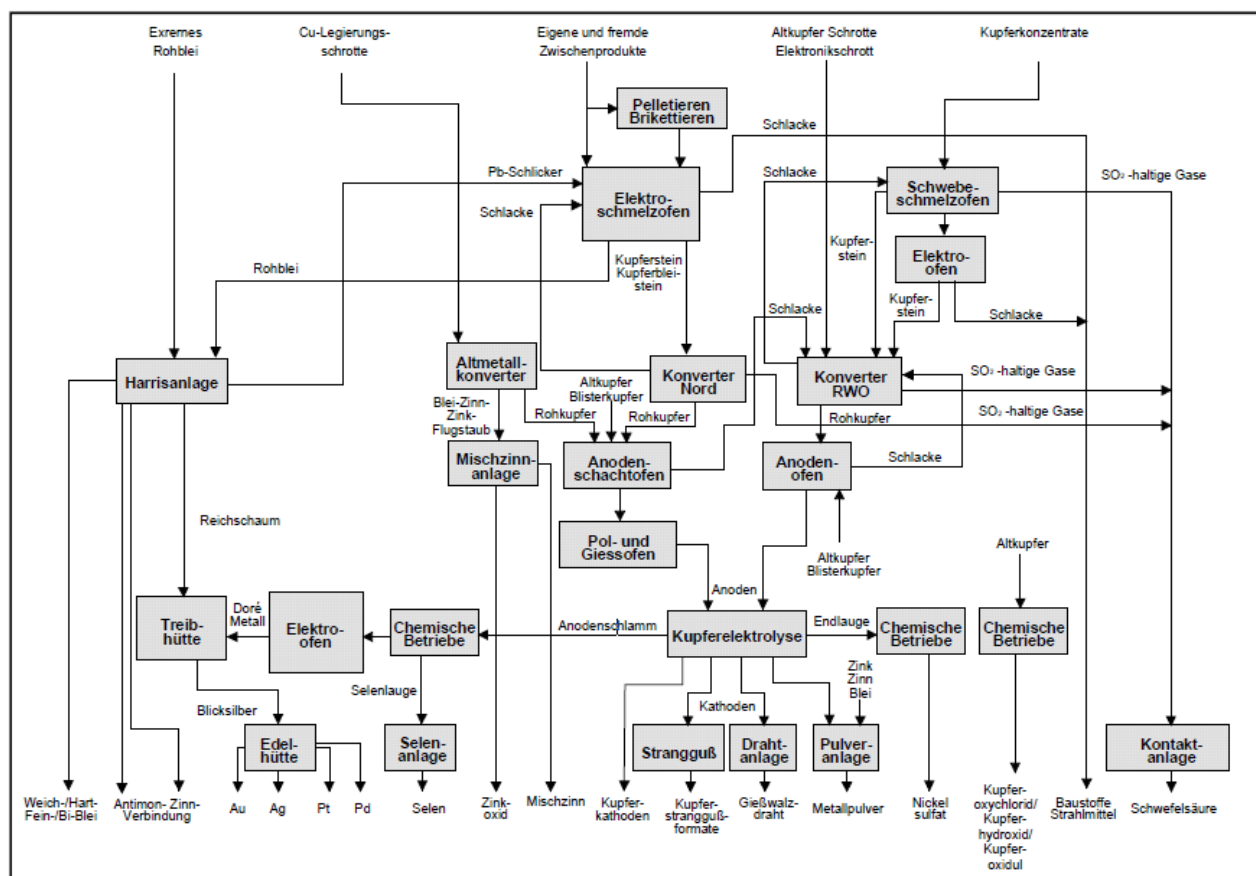 Exremes
Rohblei
Cu-Legierungs-
schrotte
Eigene und fremde
Zwischenprodukte
Altkupfer Schrotte
Elektronikschrott
Kupferkonzentrate
Pelletieren
Brikettieren
Schlacke
Pb-Schlicker
Elektro-
schmelzofen
Schlacke
Schlacke
Schwebe-
schmelzofen
SO₂ -haltige Gase
Kupfer-
stein
Elektro-
ofen
Rohblei
Kupferstein
Kupferblei-
stein
Kupfer-
stein
Schlacke
Schlacke
Harrisanlage
Altmetall-
konverter
Konverter
Nord
Konverter
RWO
SO₂ -haltige Gase
Altkupfer
Blisterkupfer
Blei-Zinn-
Zink-
Flugstaub
Rohkupfer
Rohkupfer
Rohkupfer
SO₂ -haltige Gase
Mischzinn-
anlage
Anoden-
schachtofen
Anoden-
ofen
Schlacke
Reichschaum
Pol- und
Giessofen
Altkupfer
Blisterkupfer
Altkupfer
Anoden
Treib-
hütte
Doré
Metall
Elektro-
ofen
Chemische
Betriebe
Anodenschlamm
Kupferelektrolyse
Endlauge
Chemische
Betriebe
Chemische
Betriebe
Selenlauge
Zink
Zinn
Blei
Blicksilber
Kathoden
Edel-
hütte
Selen-
anlage
Strangguß
Draht-
anlage
Pulver-
anlage
Kontakt-
anlage
Weich-/Hart-
Fein-/Bi-Blei
Antimon- Zinn-
Verbindung
Au
Ag
Pt
Pd
Selen
Zink-
oxid
Mischzinn
Kupfer-
kathoden
Kupfer-
strangguß-
formate
Gießwalz-
draht
Metallpulver
Nickel
sulfat
Kupfer-
oxychlorid/
Kupfer-
hydroxid/
Kupfer-
oxidul
Baustoffe
Strahlmittel
Schwefelsäure